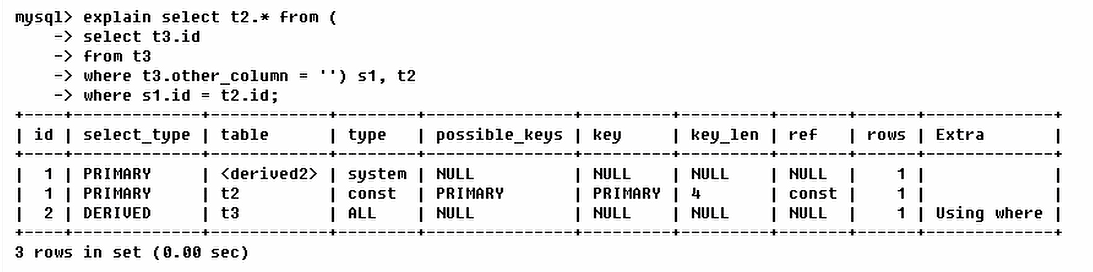 mysql> explain select t2.* from (
    -> select t3.id
    -> from t3
    -> where t3.other_column = '') s1, t2
    -> where s1.id = t2.id;
+----+-------------+------------+--------+---------------+---------+---------+-------+------+-------------+
| id | select_type | table      | type   | possible_keys | key     | key_len | ref   | rows | Extra       |
+----+-------------+------------+--------+---------------+---------+---------+-------+------+-------------+
|  1 | PRIMARY     | <derived2> | system | NULL          | NULL    | NULL    | NULL  |    1 |             |
|  1 | PRIMARY     | t2         | const  | PRIMARY       | PRIMARY | 4       | const |    1 |             |
|  2 | DERIVED     | t3         | ALL    | NULL          | NULL    | NULL    | NULL  |    1 | Using where |
+----+-------------+------------+--------+---------------+---------+---------+-------+------+-------------+
3 rows in set (0.00 sec)